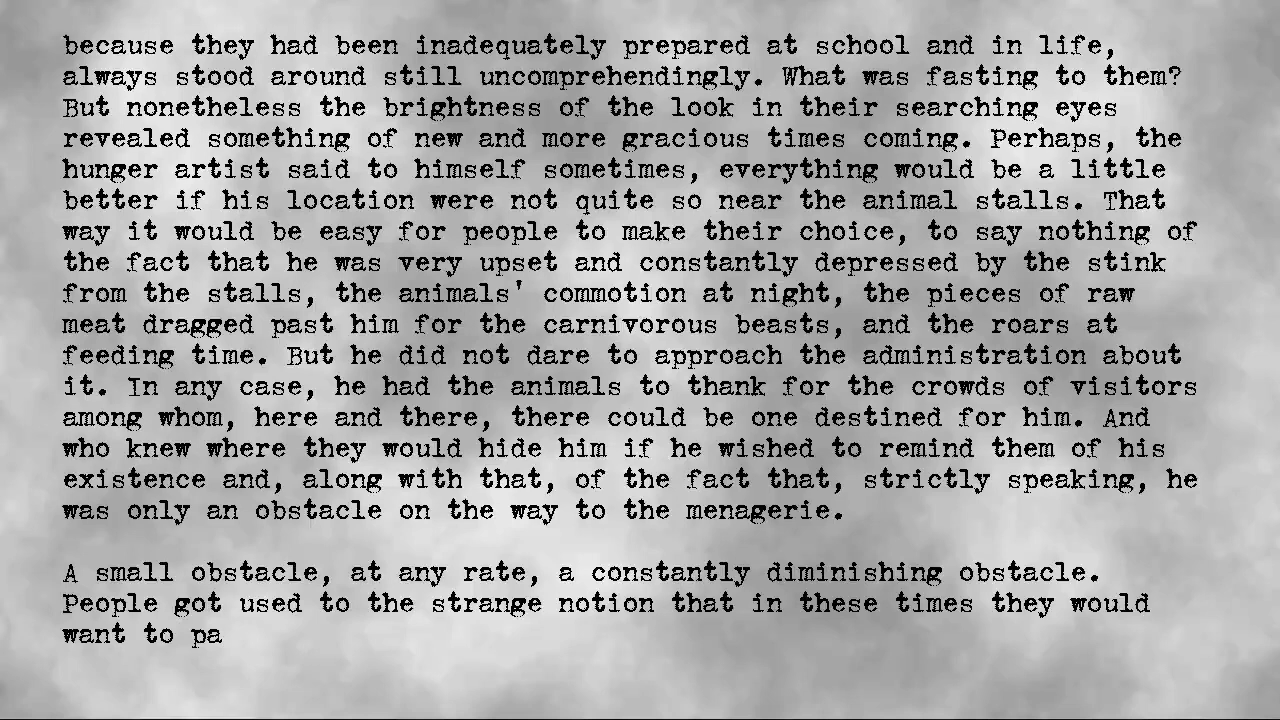 because they had been inadequately prepared at school and in life,
always stood around still uncomprehendingly. What was fasting to them?
But nonetheless the brightness of the look in their searching eyes
revealed something of new and more gracious times coming. Perhaps, the
hunger artist said to himself sometimes, everything would be a little
better if his location were not quite so near the animal stalls. That
way it would be easy for people to make their choice, to say nothing of
the fact that he was very upset and constantly depressed by the stink
from the stalls, the animals' commotion at night, the pieces of raw
meat dragged past him for the carnivorous beasts, and the roars at
feeding time. But he did not dare to approach the administration about
it. In any case, he had the animals to thank for the crowds of visitors
among whom, here and there, there could be one destined for him. And
who knew where they would hide him if he wished to remind them of his
existence and, along with that, of the fact that, strictly speaking, he
was only an obstacle on the way to the menagerie.

A small obstacle, at any rate, a constantly diminishing obstacle.
People got used to the strange notion that in these times they would
want to pa